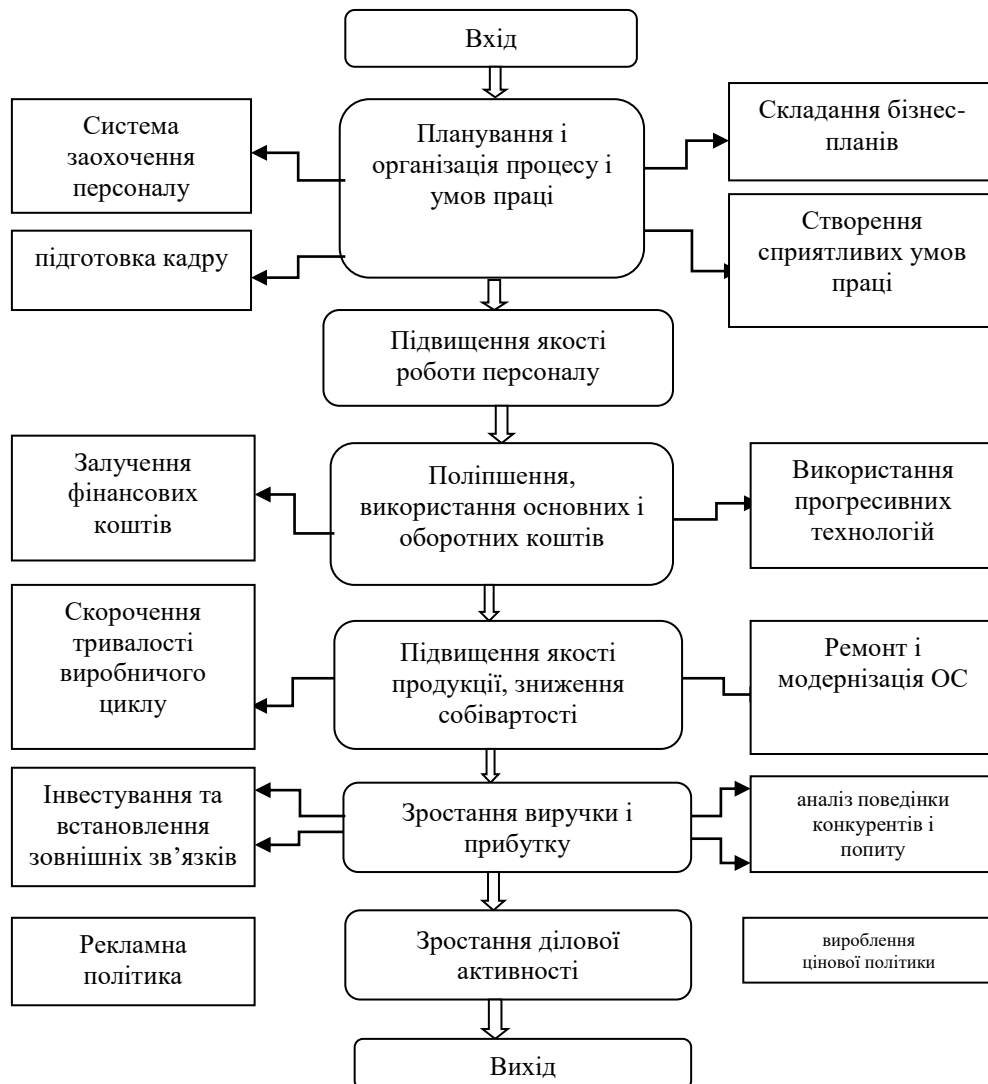 Вхід
Система
заохочення
персоналу
Планування і
організація процесу і
умов праці
Складання бізнес-
планів
підготовка кадру
Створення
сприятливих умов
праці
Підвищення якості
роботи персоналу
Залучення
фінансових
коштів
Поліпшення,
використання основних і
оборотних коштів
Використання
прогресивних
технологій
Скорочення
тривалості
виробничого
циклу
Підвищення якості
продукції, зниження
собівартості
Ремонт і
модернізація ОС
Інвестування та
встановлення
зовнішніх зв’язків
Зростання виручки і
прибутку
аналіз поведінки
конкурентів і
попиту
Рекламна
політика
Зростання ділової
активності
вироблення
цінової політики
Вихід